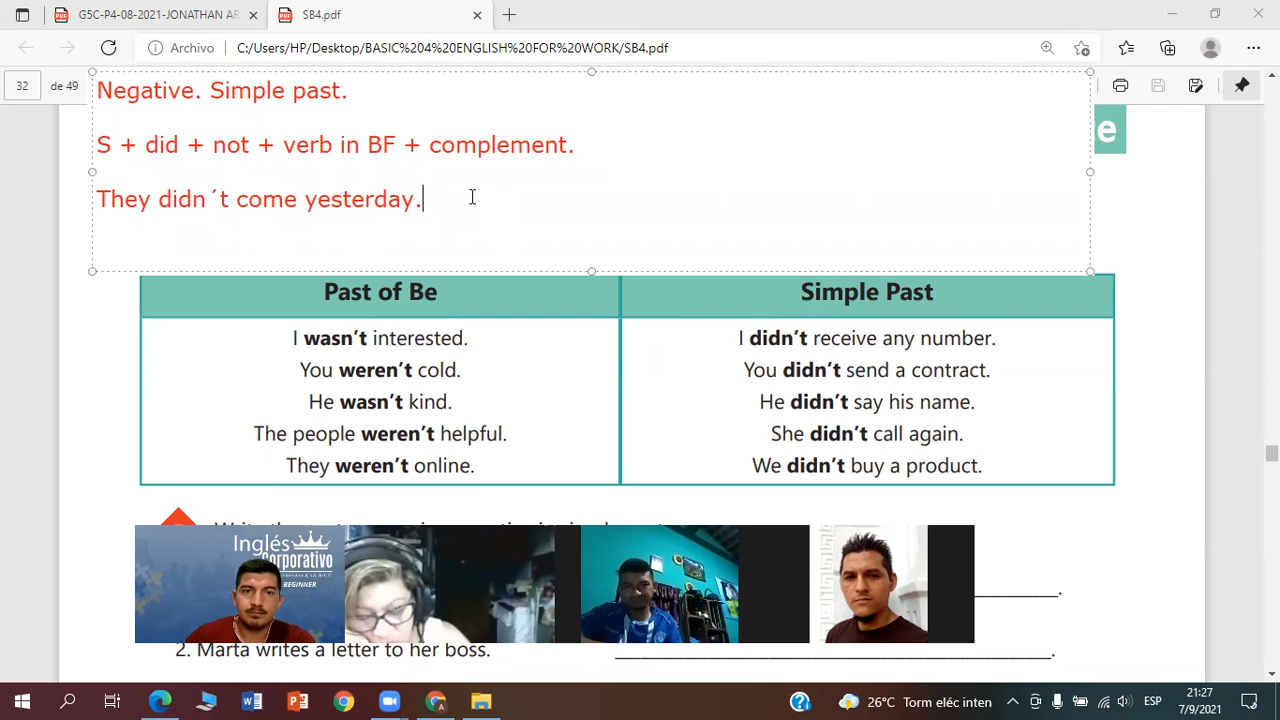 G5C-P4-08-2021-JONATHAN AR
SB4.pdf
Archivo
C:/Users/HP/Desktop/BASIC%204%20ENGLISH%20FOR%20WORK/SB4.pdf
32
de 49
Negative. Simple past.
e
S + did + not + verb in BF + complement.
They didn´t come yesterday.
Past of Be
Simple Past
I wasn't interested.
I didn't receive any number.
You weren't cold.
You didn't send a contract.
He wasn't kind.
He didn't say his name.
The people weren't helpful.
She didn't call again.
They weren't online.
We didn't buy a product.
Inglés
Corporativo
BEGINNER
2. Marta writes a letter to her boss.
26°C Torm eléc inten
ESP
21:27
7/9/2021